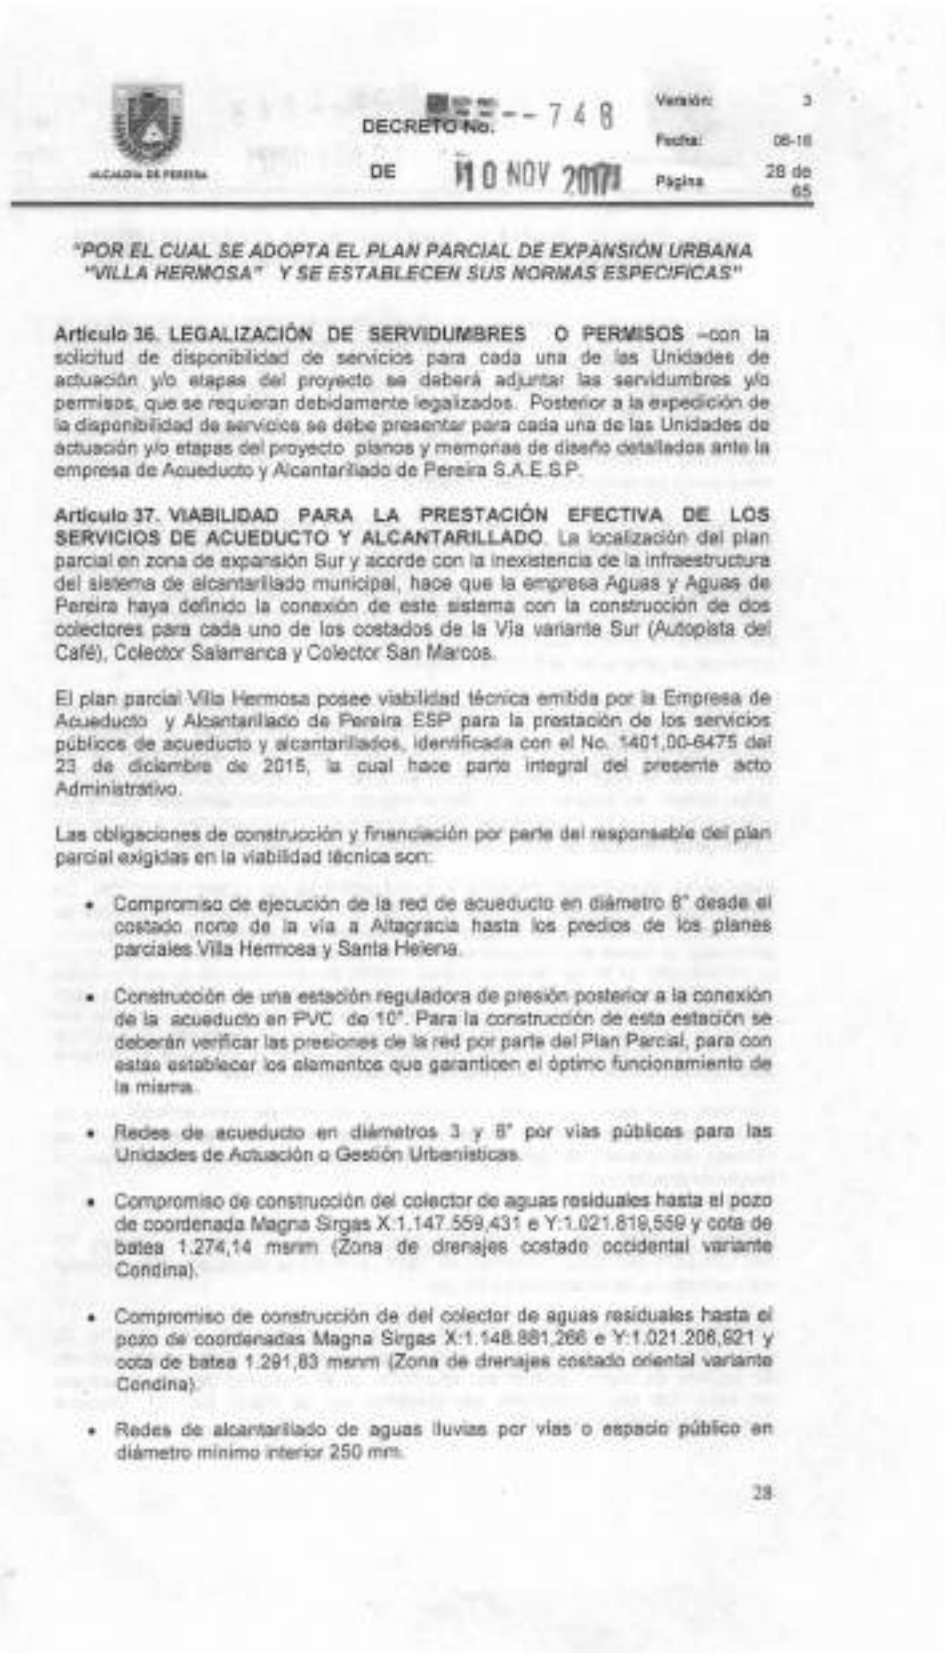 Versión: 3
DECRETO No. --748
Fecha: 06-16
ALCALDIA DE PEREIRA
DE 10 NOV 2017
Página 28 de
65
"POR EL CUAL SE ADOPTA EL PLAN PARCIAL DE EXPANSIÓN URBANA
"VILLA HERMOSA" Y SE ESTABLECEN SUS NORMAS ESPECIFICAS"
Artículo 36. LEGALIZACIÓN DE SERVIDUMBRES O PERMISOS –con la
solicitud de disponibilidad de servicios para cada una de las Unidades de
actuación y/o etapas del proyecto se deberá adjuntar las servidumbres y/o
permisos, que se requieran debidamente legalizados. Posterior a la expedición de
la disponibilidad de servicios se debe presentar para cada una de las Unidades de
actuación y/o etapas del proyecto planos y memorias de diseño detallados ante la
empresa de Acueducto y Alcantarillado de Pereira S.A.E.S.P.
Artículo 37. VIABILIDAD PARA LA PRESTACIÓN EFECTIVA DE LOS
SERVICIOS DE ACUEDUCTO Y ALCANTARILLADO. La localización del plan
parcial en zona de expansión Sur y acorde con la inexistencia de la infraestructura
del sistema de alcantarillado municipal, hace que la empresa Aguas y Aguas de
Pereira haya definido la conexión de este sistema con la construcción de dos
colectores para cada uno de los costados de la Vía variante Sur (Autopista del
Café), Colector Salamanca y Colector San Marcos.
El plan parcial Villa Hermosa posee viabilidad técnica emitida por la Empresa de
Acueducto y Alcantarillado de Pereira ESP para la prestación de los servicios
públicos de acueducto y alcantarillados, identificada con el No. 1401,00-6475 del
23 de diciembre de 2015, la cual hace parte integral del presente acto
Administrativo.
Las obligaciones de construcción y financiación por parte del responsable del plan
parcial exigidas en la viabilidad técnica son:
• Compromiso de ejecución de la red de acueducto en diámetro 8" desde el
costado norte de la vía a Altagracia hasta los predios de los planes
parciales Villa Hermosa y Santa Helena.
• Construcción de una estación reguladora de presión posterior a la conexión
de la acueducto en PVC de 10". Para la construcción de esta estación se
deberán verificar las presiones de la red por parte del Plan Parcial, para con
estas establecer los elementos que garanticen el óptimo funcionamiento de
la misma.
• Redes de acueducto en diámetros 3 y 8" por vías públicas para las
Unidades de Actuación o Gestión Urbanísticas.
• Compromiso de construcción del colector de aguas residuales hasta el pozo
de coordenada Magna Sirgas X:1.147.559,431 e Y:1.021.819,559 y cota de
batea 1.274,14 msnm (Zona de drenajes costado occidental variante
Condina).
• Compromiso de construcción de del colector de aguas residuales hasta el
pozo de coordenadas Magna Sirgas X:1.148.881,266 e Y:1.021.206,921 y
cota de batea 1.291,83 msnm (Zona de drenajes costado oriental variante
Condina).
• Redes de alcantarillado de aguas lluvias por vías o espacio público en
diámetro mínimo interior 250 mm.
28